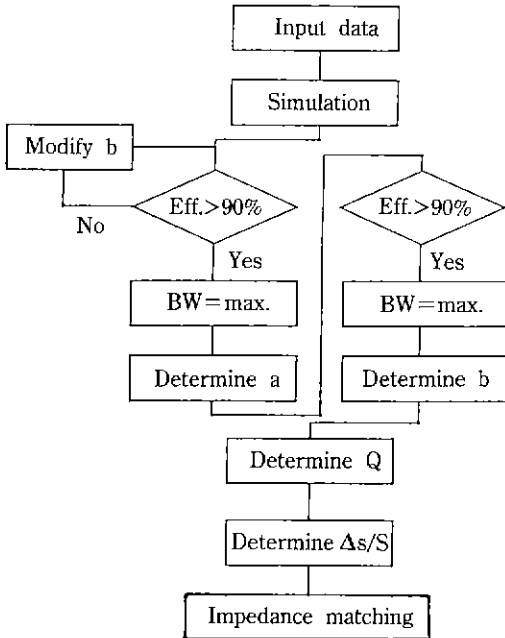 Input data
Simulation
Modify b
Eff.>90%
No
Yes
BW=max.
Determine a
Eff.>90%
Yes
BW=max.
Determine b
Determine Q
Determine Δs/S
Impedance matching